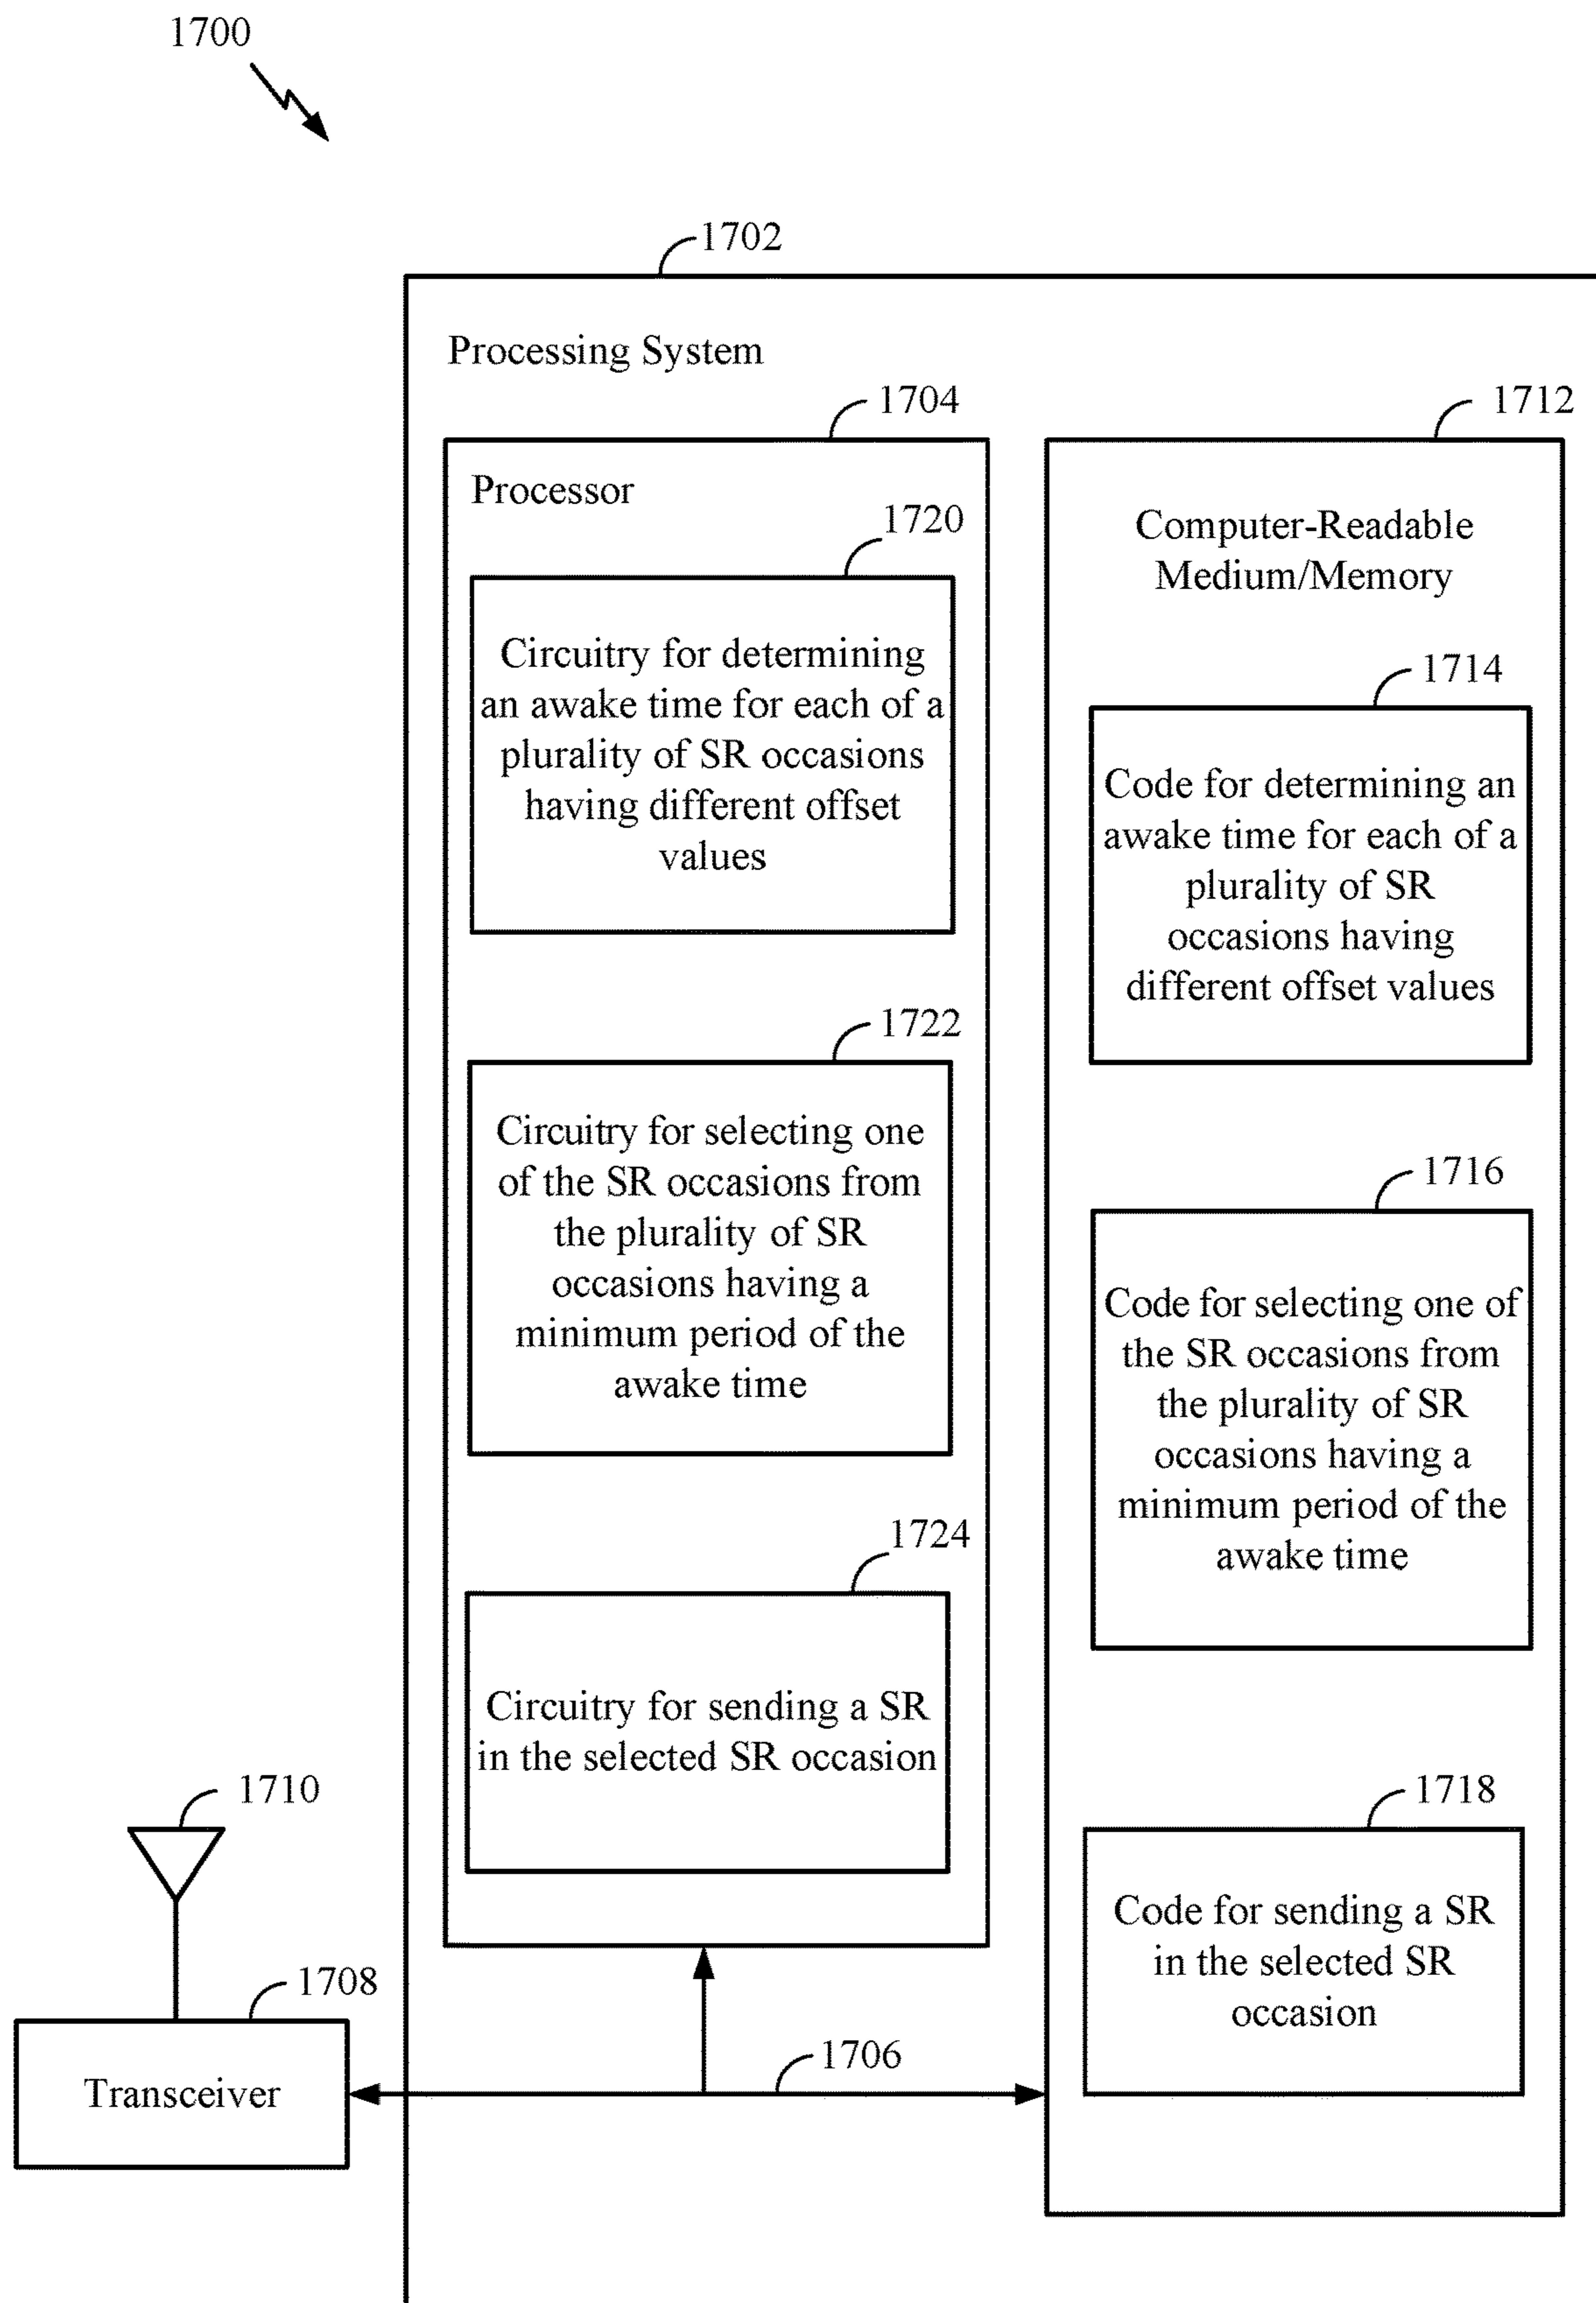 1700
1702
Processing System
1704
1712
Processor
1720
Circuitry for determining
an awake time for each of a
plurality of SR occasions
having different offset
values
1722
Circuitry for selecting one
of the SR occasions from
the plurality of SR
occasions having a
minimum period of the
awake time
1724
Circuitry for sending a SR
in the selected SR occasion
Computer-Readable
Medium/Memory
1714
Code for determining an
awake time for each of a
plurality of SR
occasions having
different offset values
1716
Code for selecting one of
the SR occasions from
the plurality of SR
occasions having a
minimum period of the
awake time
1718
Code for sending a SR
in the selected SR
occasion
1710
1708
Transceiver
1706